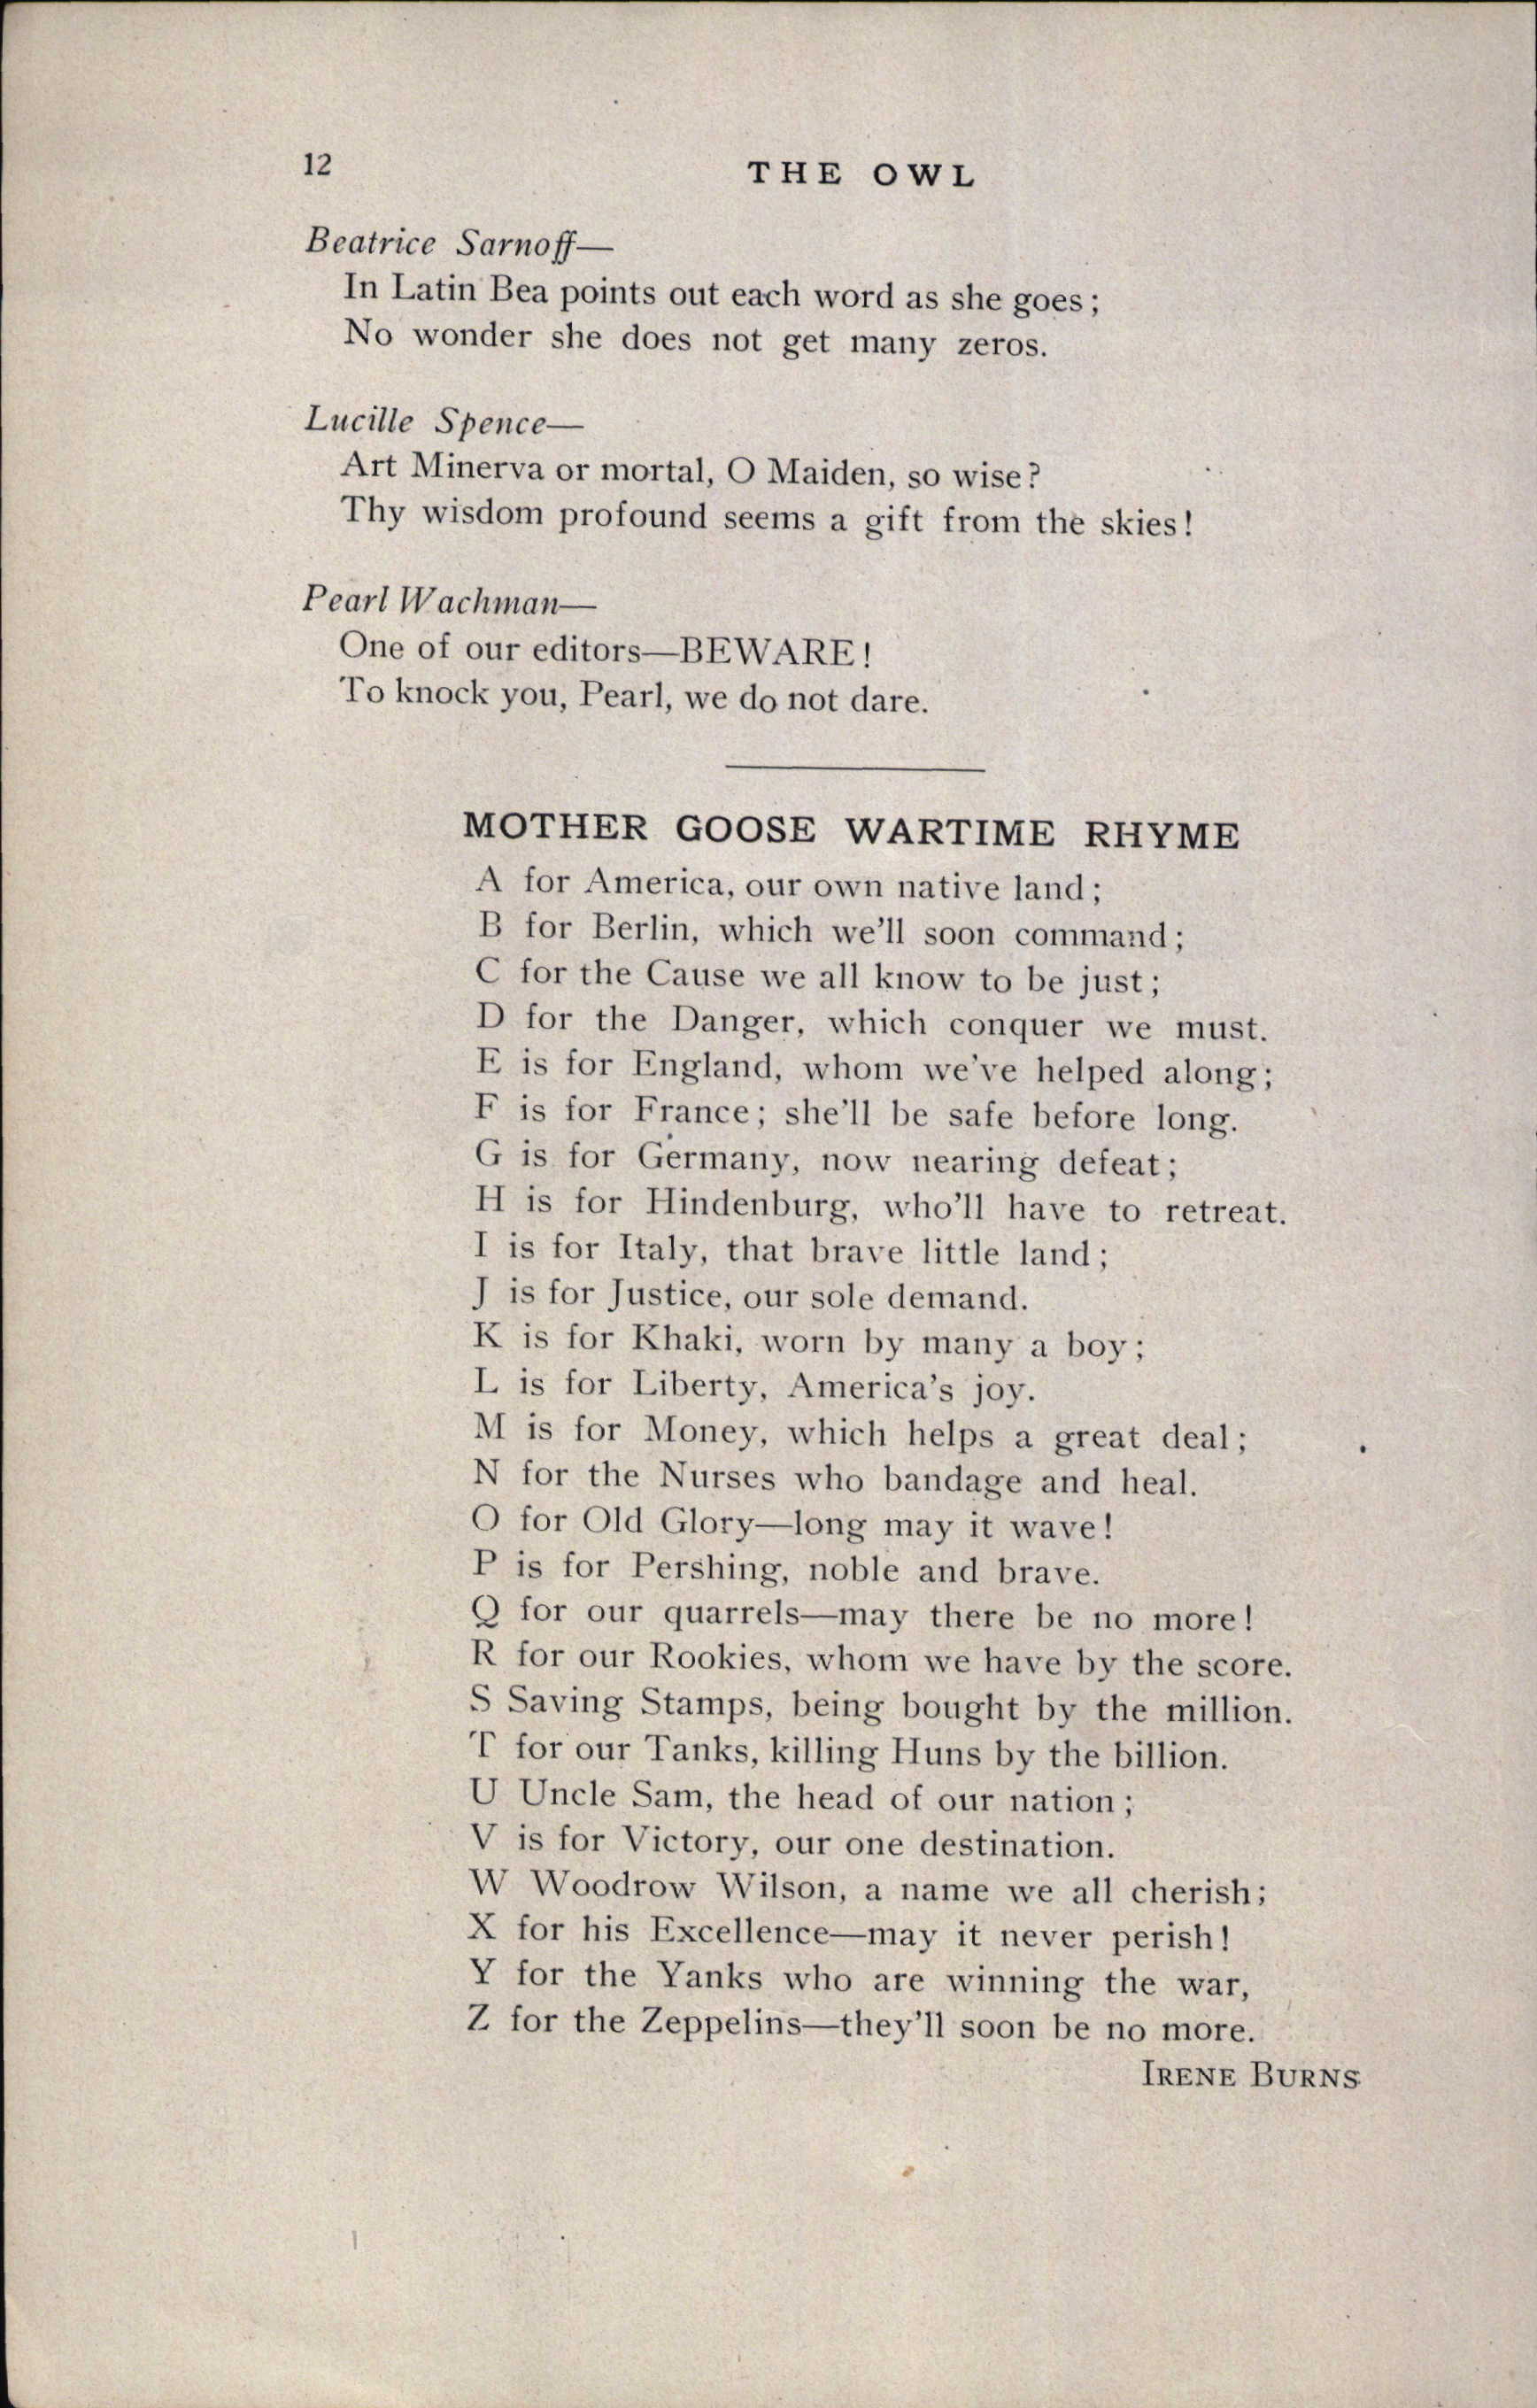 12
THE OWL
Beatrice Sarnoff—
In Latin Bea points out each word as she goes;
No wonder she does not get many zeros.
Lucille Spence—
Art Minerva or mortal, O Maiden, so wise?
Thy wisdom profound seems a gift from the skies!
Pearl Wachman—
One of our editors—BEWARE!
To knock you, Pearl, we do not dare.
MOTHER GOOSE WARTIME RHYME
A for America, our own native land;
B for Berlin, which we'll soon command;
C for the Cause we all know to be just;
D for the Danger, which conquer we must.
E is for England, whom we've helped along;
F is for France; she'll be safe before long.
G is for Germany, now nearing defeat;
H is for Hindenburg, who'll have to retreat.
I is for Italy, that brave little land;
J is for Justice, our sole demand.
K is for Khaki, worn by many a boy;
L is for Liberty, America's joy.
M is for Money, which helps a great deal;
N for the Nurses who bandage and heal.
O for Old Glory—long may it wave!
P is for Pershing, noble and brave.
Q for our quarrels—may there be no more!
R for our Rookies, whom we have by the score.
S Saving Stamps, being bought by the million.
T for our Tanks, killing Huns by the billion.
U Uncle Sam, the head of our nation;
V is for Victory, our one destination.
W Woodrow Wilson, a name we all cherish;
X for his Excellence—may it never perish!
Y for the Yanks who are winning the war,
Z for the Zeppelins—they'll soon be no more.
IRENE BURNS